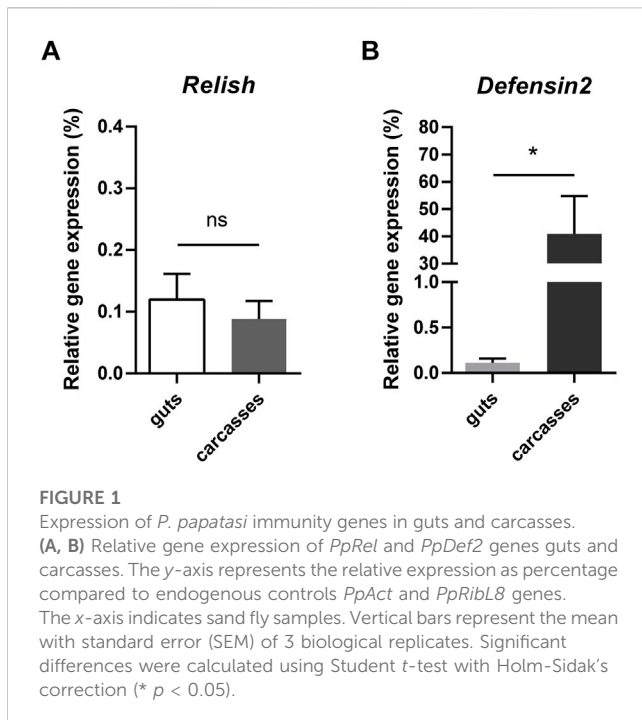 A
Relish
Relative gene expression (%)
0.4
0.3
0.2
0.1
0.0
ns
guts
carcasses
B
Defensin2
Relative gene expression (%)
80
70
60
50
40
30
1.0
0.5
0.0
*
guts
carcasses
FIGURE 1
Expression of P. papatasi immunity genes in guts and carcasses.
(A, B) Relative gene expression of PpRel and PpDef2 genes guts and
carcasses. The y-axis represents the relative expression as percentage
compared to endogenous controls PpAct and PpRibL8 genes.
The x-axis indicates sand fly samples. Vertical bars represent the mean
with standard error (SEM) of 3 biological replicates. Significant
differences were calculated using Student t-test with Holm-Sidak’s
correction (* p < 0.05).